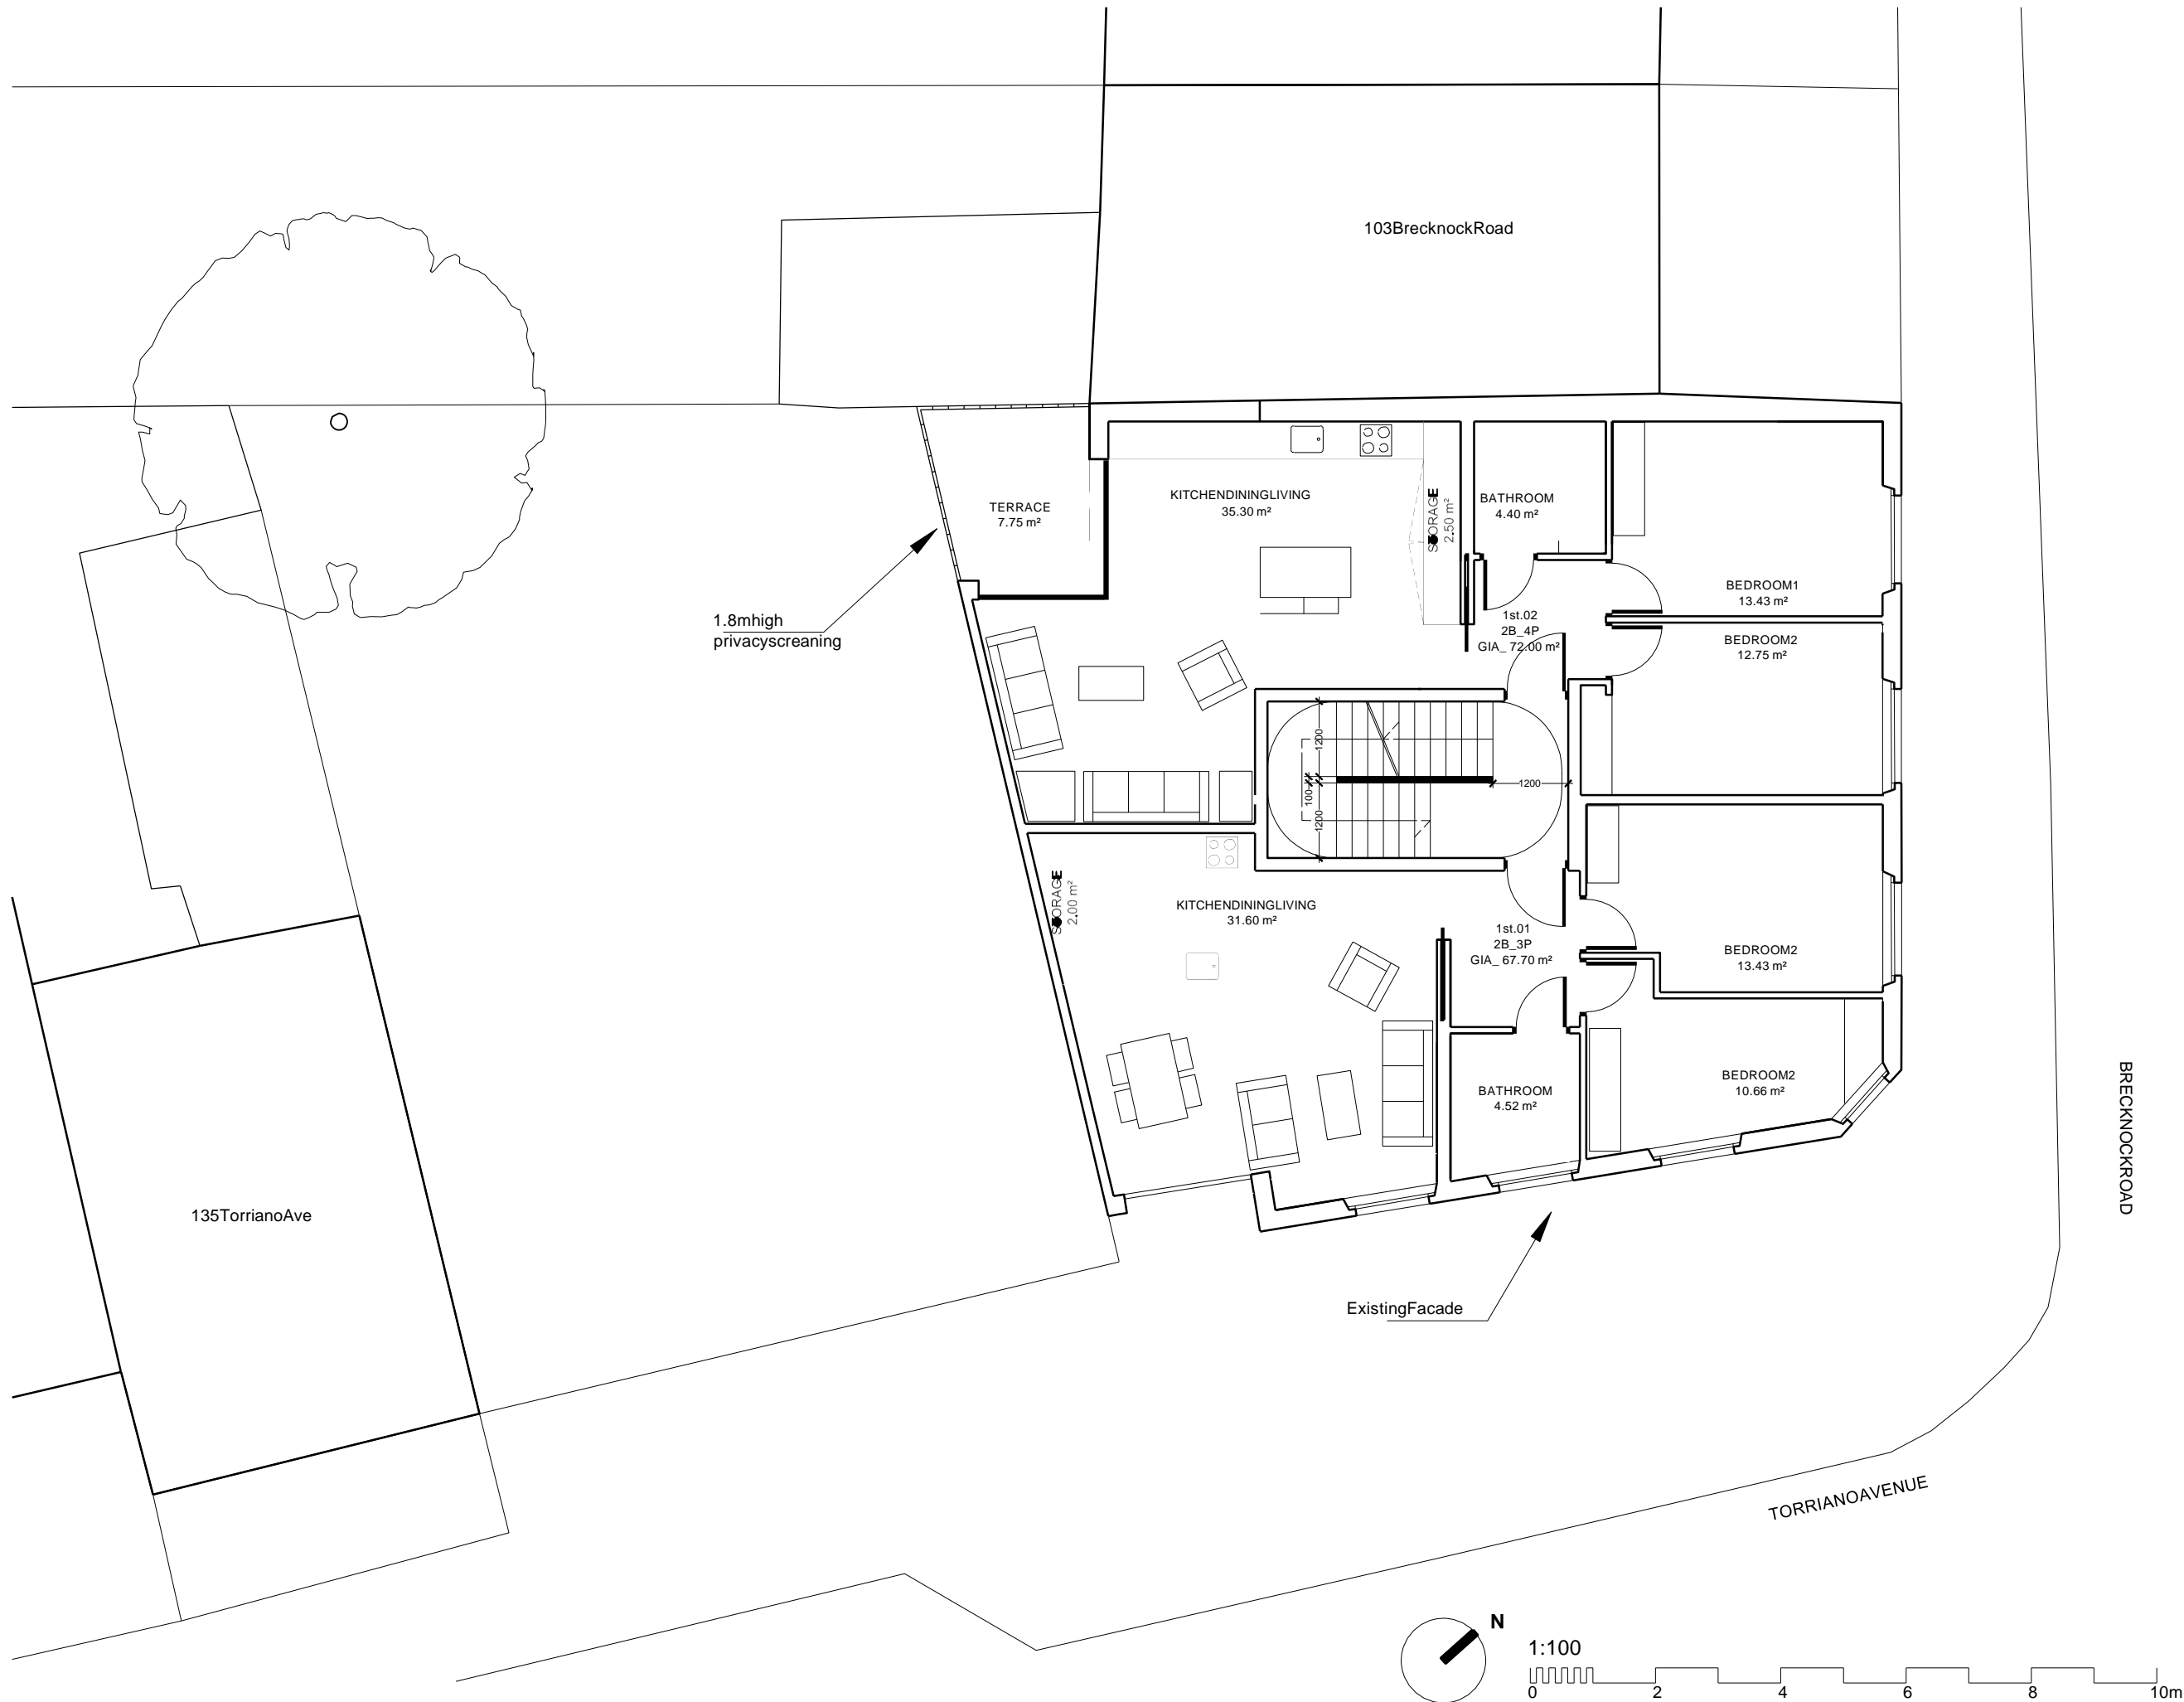 103BrecknockRoad
TERRACE
7.75 m²
KITCHENDININGLIVING
35.30 m²
STORAGE
2.50 m²
BATHROOM
4.40 m²
BEDROOM1
13.43 m²
1.8mhigh
privacyscreaning
1st.02
2B_4P
GIA_ 72.00 m²
BEDROOM2
12.75 m²
1200
100
1200
1200
STORAGE
2.00 m²
KITCHENDININGLIVING
31.60 m²
1st.01
2B_3P
GIA_ 67.70 m²
BEDROOM2
13.43 m²
BATHROOM
4.52 m²
BEDROOM2
10.66 m²
BRECKNOCKROAD
135TorrianoAve
ExistingFacade
TORRIANOAVENUE
N
1:100
0 2 4 6 8 10m